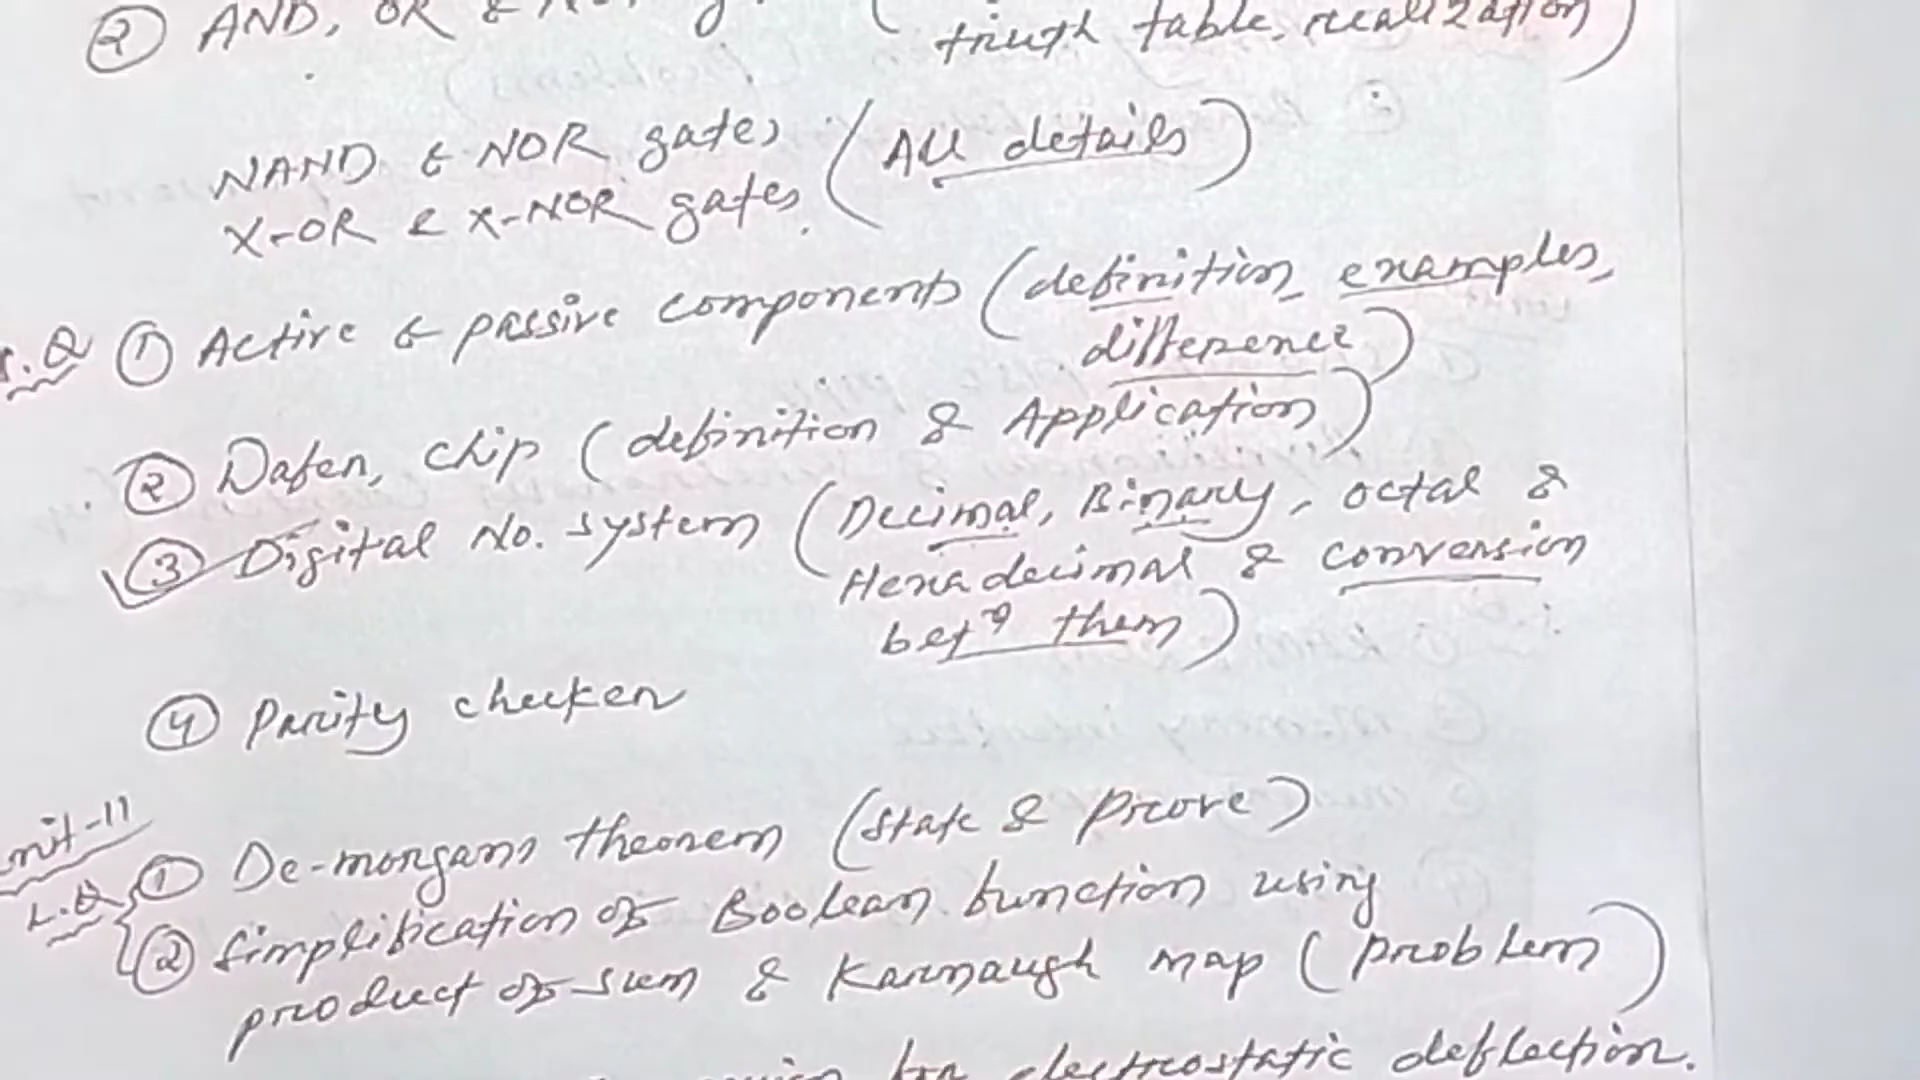 ② AND, OR &
truth table, realization)
NAND & NOR gates (All details)
X-OR & X-NOR gates.
S.Q ① Active & passive components (definition, examples,
difference)
② Wafer, chip (definition & Application)
③ Digital No. system (Decimal, Binary, octal &
Hexadecimal & conversion
betⁿ them)
④ Parity checker
Unit-II
L.Q ① De-morgans theorem (state & prove)
② Simplification of Boolean function using
product of sum & Karnaugh map (problem)
for electrostatic deflection.